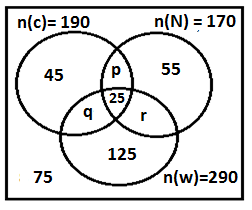 n(c)= 190 n(N) = 170
45 p 55
25
q r
125
75 n(w)=290